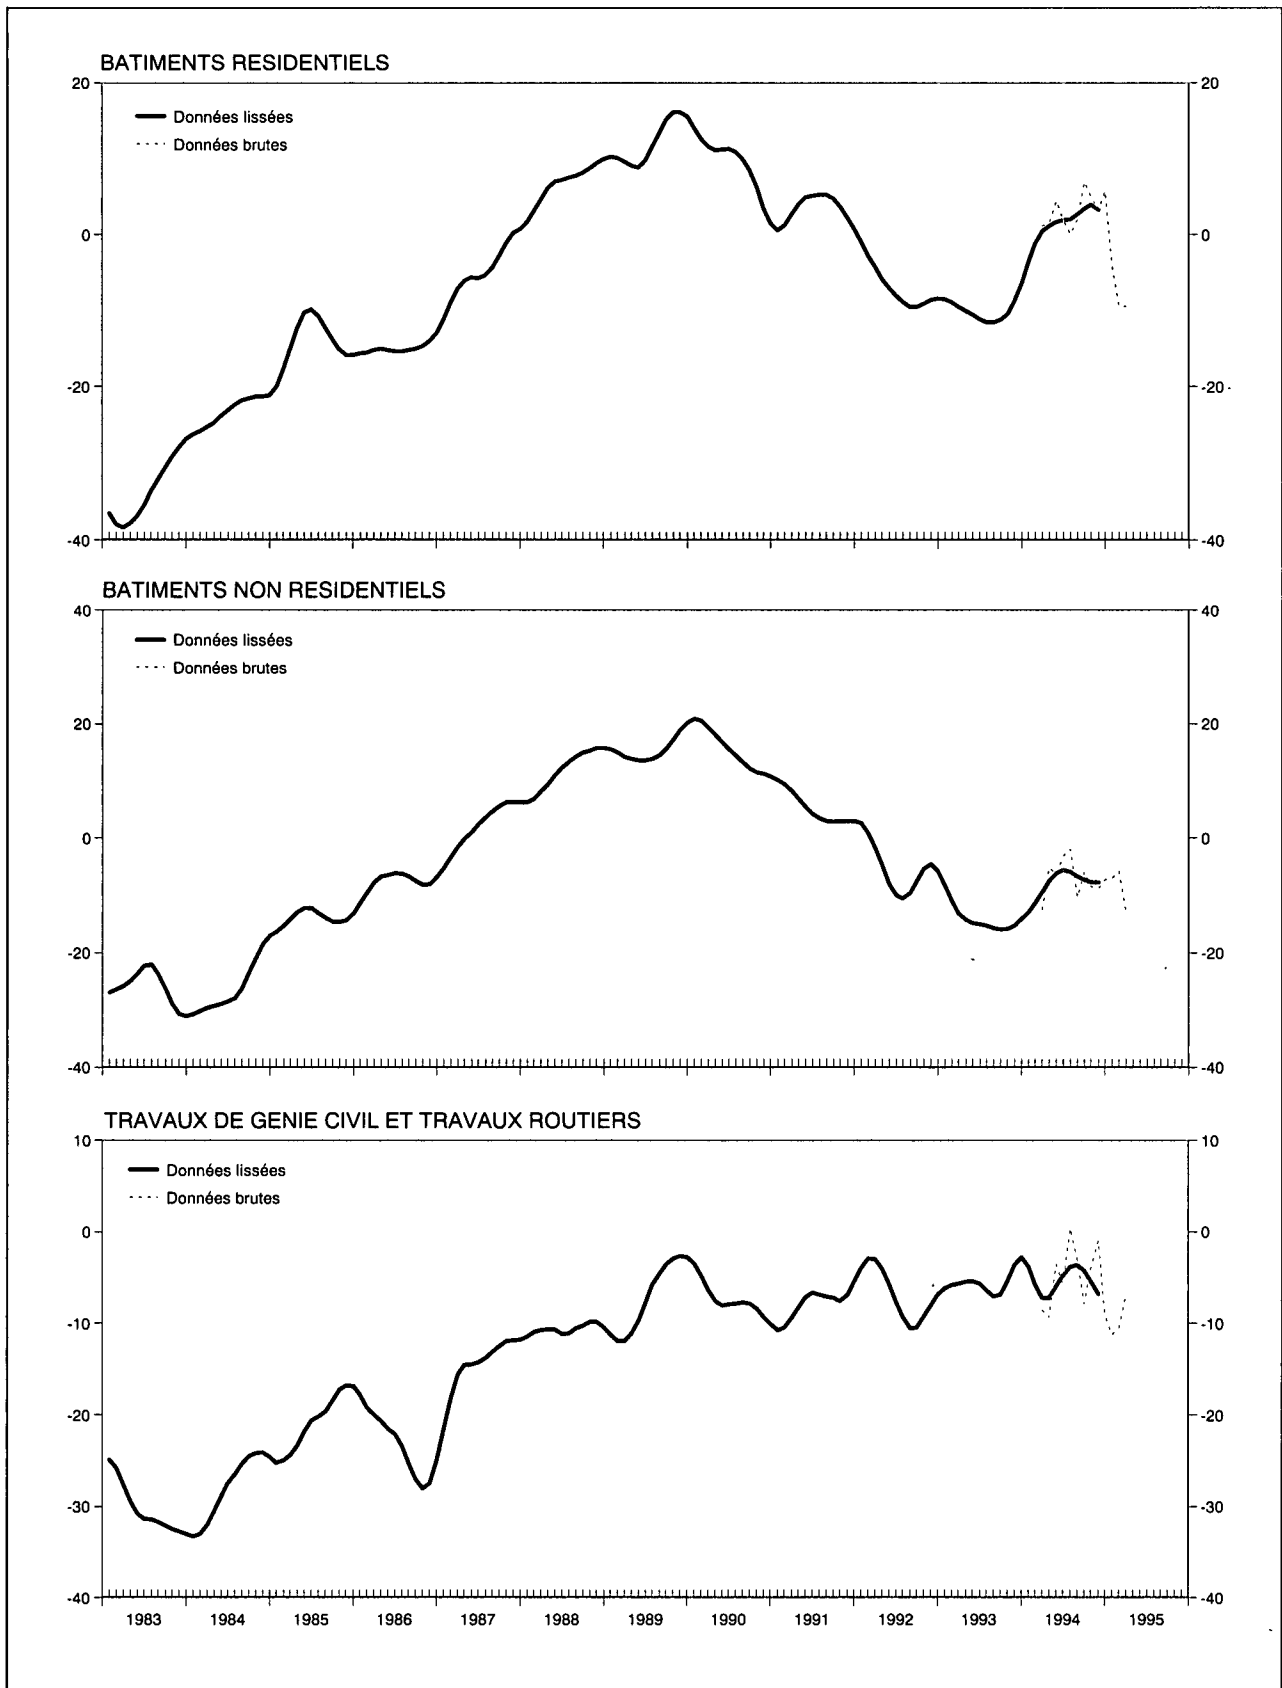 BATIMENTS RESIDENTIELS
20 20
Données lissées
Données brutes
0 0
-20 -20
-40 -40
BATIMENTS NON RESIDENTIELS
40 40
Données lissées
Données brutes
20 20
0 0
-20 -20
-40 -40
TRAVAUX DE GENIE CIVIL ET TRAVAUX ROUTIERS
10 10
Données lissées
Données brutes
0 0
-10 -10
-20 -20
-30 -30
-40 -40
1983 1984 1985 1986 1987 1988 1989 1990 1991 1992 1993 1994 1995